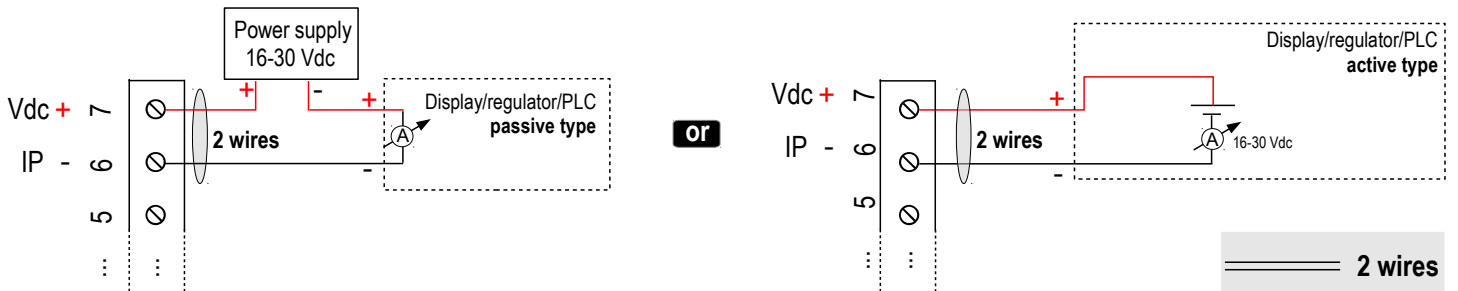 Power supply
16-30 Vdc
+
-
+
Display/regulator/PLC
passive type
Vdc + 7
A
2 wires
IP - 6
-
5
...
...
or
Display/regulator/PLC
active type
Vdc + 7
+
2 wires
A
16-30 Vdc
IP - 6
-
5
...
...
2 wires